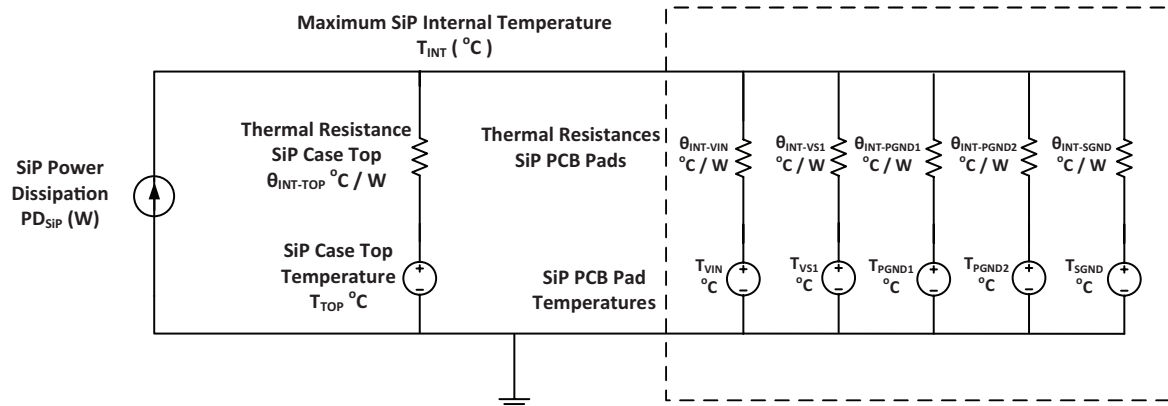 Maximum SiP Internal Temperature
T_INT ( °C )
SiP Power
Dissipation
PD_SiP (W)
Thermal Resistance
SiP Case Top
θ_INT-TOP °C / W
SiP Case Top
Temperature
T_TOP °C
Thermal Resistances
SiP PCB Pads
SiP PCB Pad
Temperatures
θ_INT-VIN
°C / W
θ_INT-VS1
°C / W
θ_INT-PGND1
°C / W
θ_INT-PGND2
°C / W
θ_INT-SGND
°C / W
T_VIN
°C
T_VS1
°C
T_PGND1
°C
T_PGND2
°C
T_SGND
°C